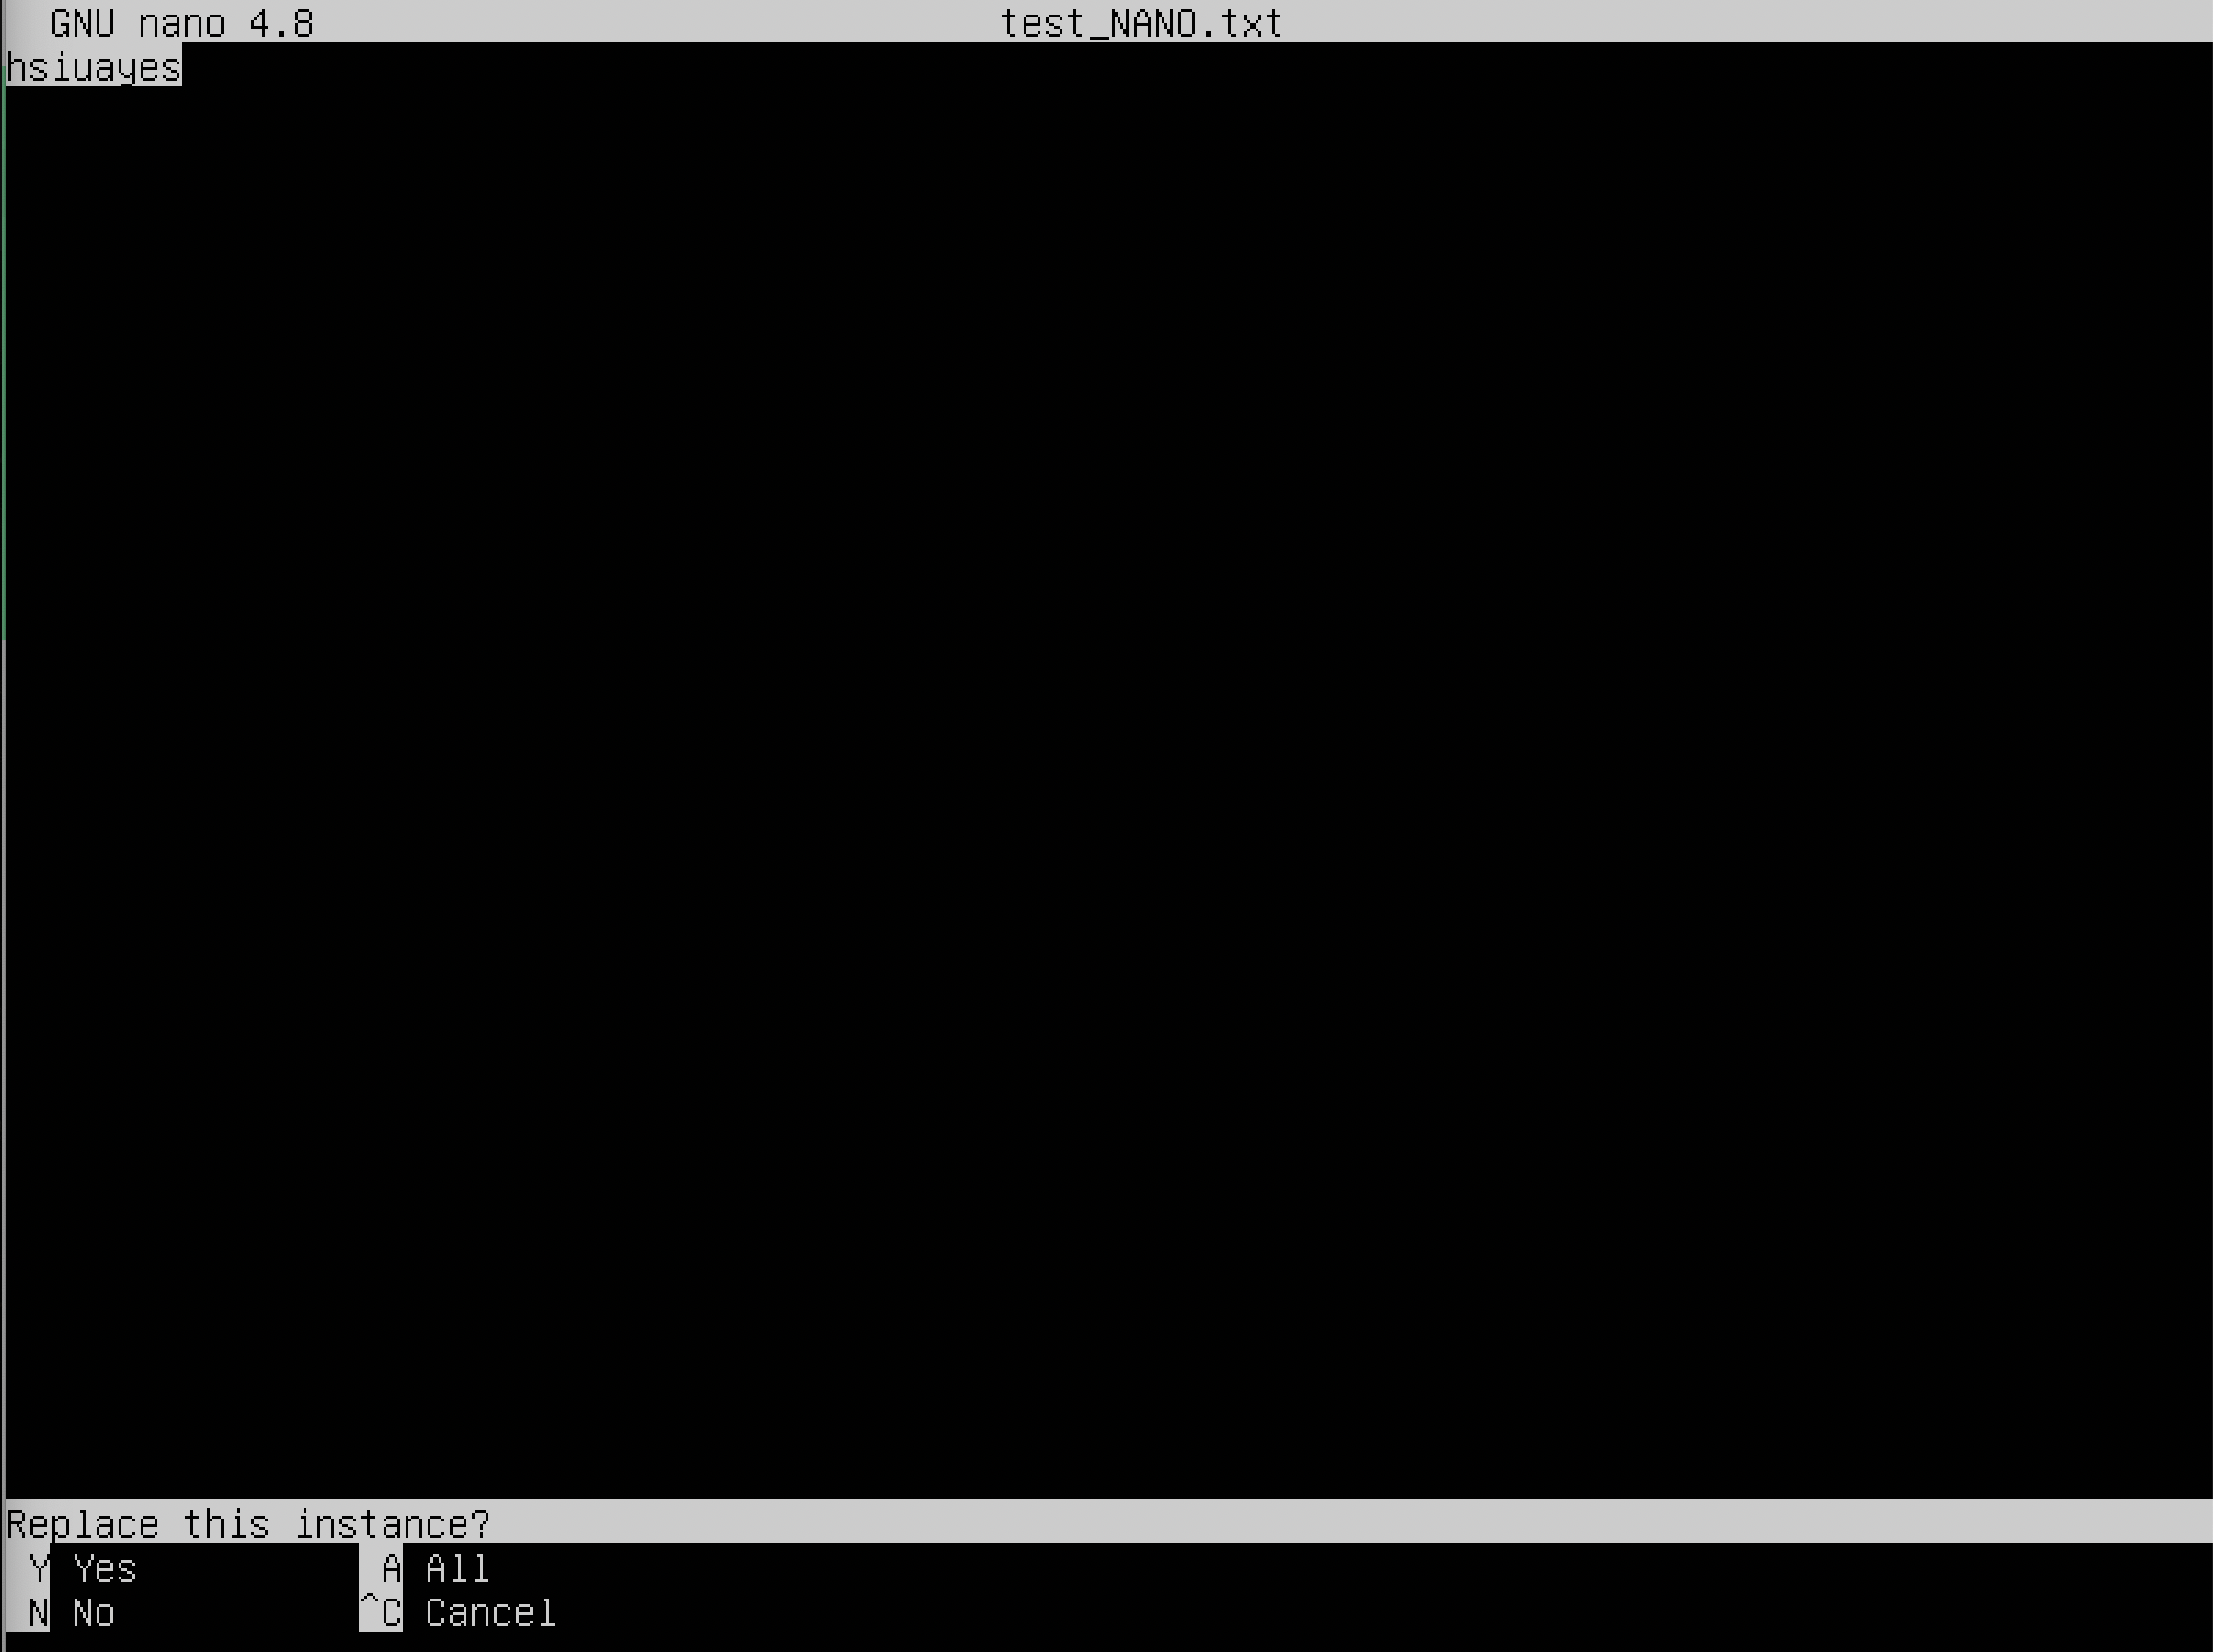 GNU nano 4.8 test_NANO.txt
hsiuayes
Replace this instance?
Y Yes A All
N No ^C Cancel